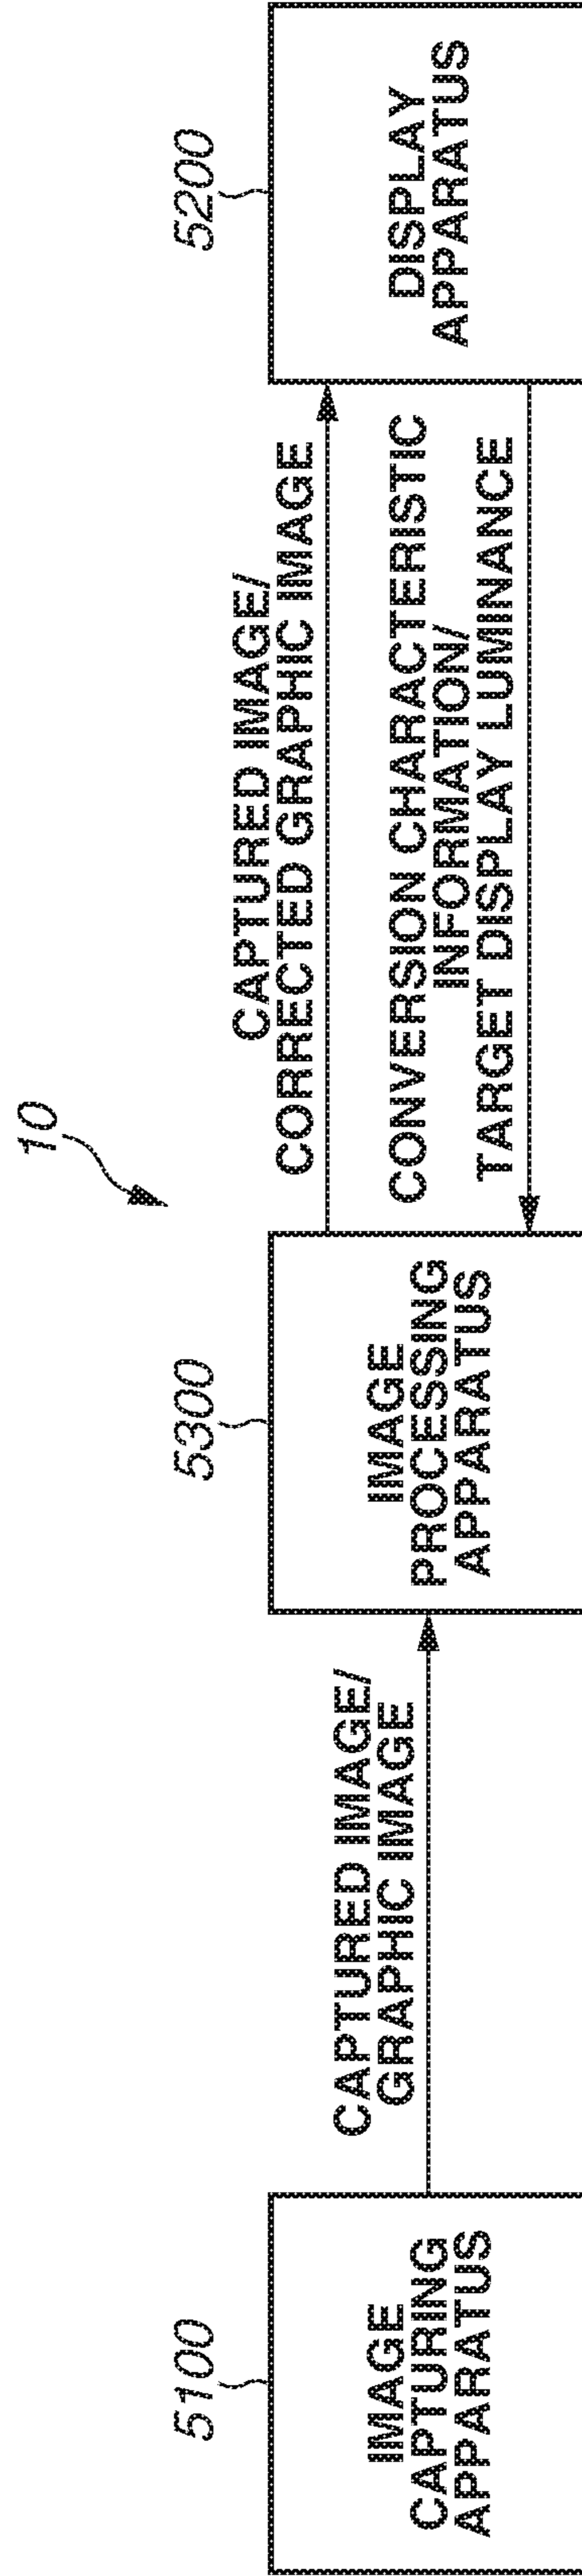 10
5100
IMAGE
CAPTURING
APPARATUS
CAPTURED IMAGE/
GRAPHIC IMAGE
5300
IMAGE
PROCESSING
APPARATUS
CAPTURED IMAGE/
CORRECTED GRAPHIC IMAGE
CONVERSION CHARACTERISTIC
INFORMATION/
TARGET DISPLAY LUMINANCE
5200
DISPLAY
APPARATUS